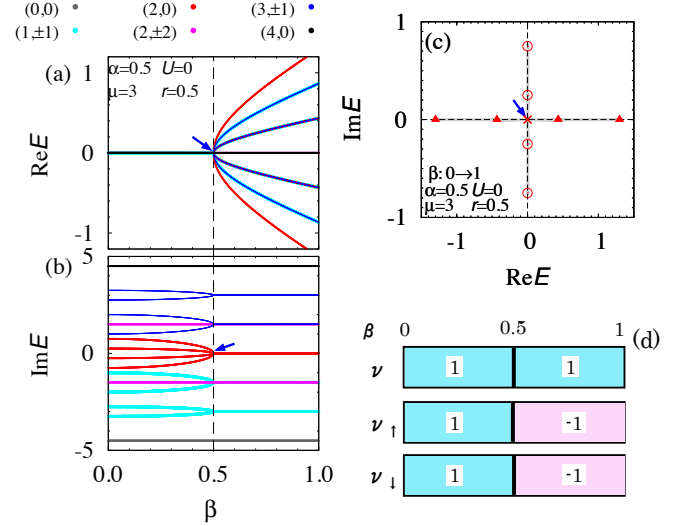 (0,0) (2,0) (3,±1)
(1,±1) (2,±2) (4,0)
(a)
α=0.5 U=0
μ=3 r=0.5
1
0
-1
ReE
(b)
5
0
-5
ImE
0.0 0.5 1.0
β
(c)
1
0
-1
ImE
β: 0→1
α=0.5 U=0
μ=3 r=0.5
-1 0 1
ReE
(d)
β 0 0.5 1
ν 1 1
ν↑ 1 -1
ν↓ 1 -1